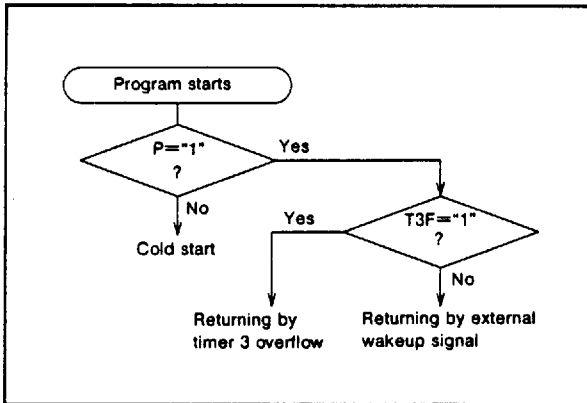 Program starts
P="1"
?
Yes
No
Cold start
T3F="1"
?
Yes
No
Returning by
timer 3 overflow
Returning by external
wakeup signal